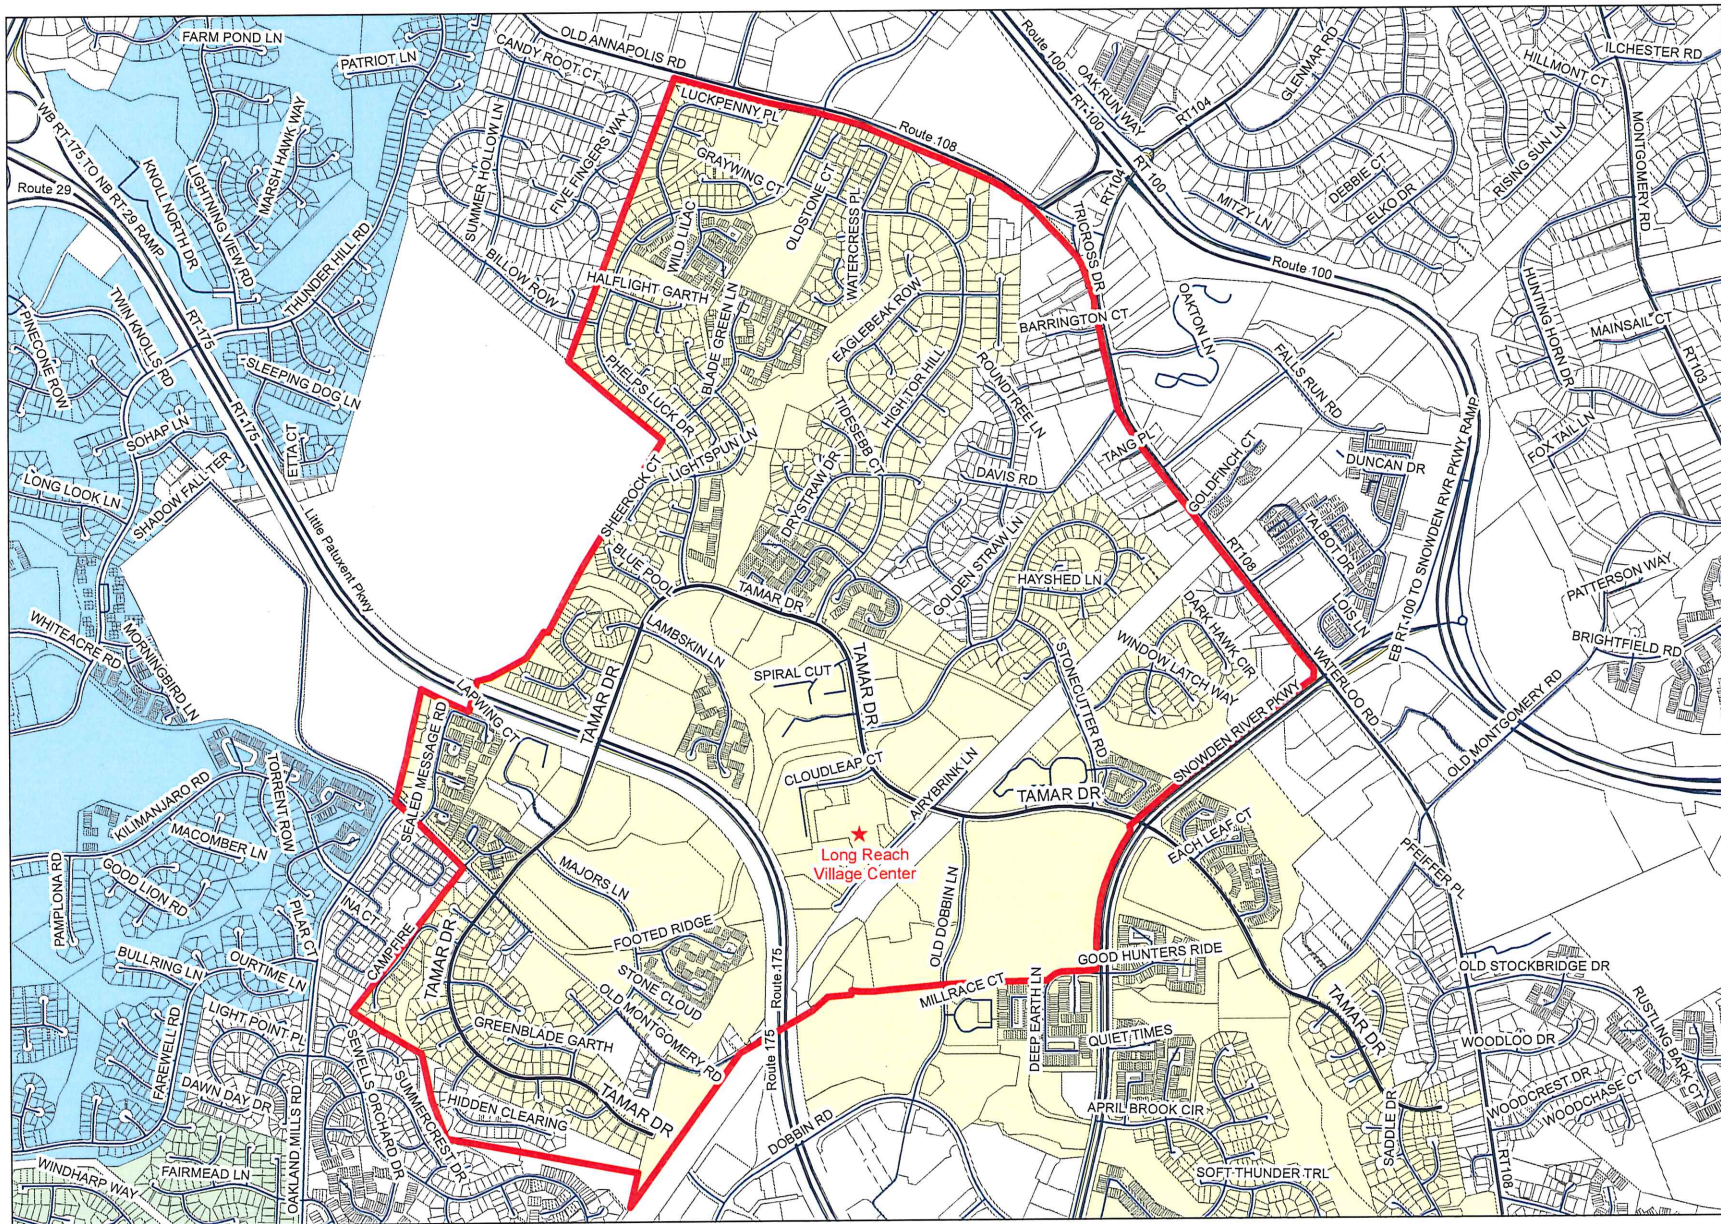 FARM POND LN
PATRIOT LN
CANDY ROOT CT
OLD ANNAPOLIS RD
Route 100
RT-100
OAK RUN WAY
RT104
GLENMAR RD
HILLMONT CT
ILCHESTER RD
MONTGOMERY RD
RISING SUN LN
WB RT-175 TO NB RT-29 RAMP
Route 29
KNOLL NORTH DR
LIGHTNING VIEW RD
MARSH HAWK WAY
THUNDER HILL RD
SUMMER HOLLOW LN
FIVE FINGERS WAY
BILLOW ROW
LUCKPENNY PL
GRAYWING CT
OLDSTONE CT
WATERCRESS PL
WILD LILAC
HALFLIGHT GARTH
BLADE GREEN LN
Route 108
RT104
RT 100
TRICROSS DR
DEBBIE CT
ELKO DR
MITZY LN
Route 100
HUNTING HORN DR
MAINSAIL CT
RT103
FOX TAIL LN
PINECONE ROW
TWIN KNOLLS RD
RT-175
SLEEPING DOG LN
RT-175
SOHAP LN
ETTA CT
LONG LOOK LN
SHADOW FALL TER
Little Patuxent Pkwy
PHELPS LUCK DR
LIGHTSPUN LN
SHEEROCK CT
EAGLEBEAK ROW
HIGH TOR HILL
TIDESEBB CT
DRYSTRAW DR
ROUNDTREE LN
BARRINGTON CT
OAKTON LN
FALLS RUN RD
TANG PL
GOLDFINCH CT
DAVIS RD
DUNCAN DR
TALBOT DR
RT108
LOIS LN
EB RT-100 TO SNOWDEN RVR PKWY RAMP
PATTERSON WAY
BRIGHTFIELD RD
BLUE POOL
TAMAR DR
GOLDEN STRAW LN
HAYSHED LN
DARK HAWK CIR
WINDOW LATCH WAY
STONECUTTER RD
WATERLOO RD
OLD MONTGOMERY RD
WHITEACRE RD
MORNINGBIRD LN
LAMBSKIN LN
SPIRAL CUT
TAMAR DR
TAMAR DR
LAPWING CT
SEALED MESSAGE RD
CLOUDLEAP CT
AIRYBRINK LN
TAMAR DR
SNOWDEN RIVER PKWY
EACH LEAF CT
PFEIFFER PL
KILIMANJARO RD
TORRENT ROW
MACOMBER LN
GOOD LION RD
PAMPLONA RD
Long Reach
Village Center
MAJORS LN
OLD DOBBIN LN
FOOTED RIDGE
INA CT
PILAR CT
CAMPFIRE
TAMAR DR
BULLRING LN
OURTIME LN
STONE CLOUD
OLD MONTGOMERY RD
Route 175
MILLRACE CT
DEEP EARTH LN
GOOD HUNTERS RIDE
OLD STOCKBRIDGE DR
RUSTLING BARK CT
TAMAR DR
FAREWELL RD
LIGHT POINT PL
DAWN DAY DR
GREENBLADE GARTH
QUIET TIMES
WOODLOO DR
Route 175
SEWELLS ORCHARD DR
SUMMERCREST DR
HIDDEN CLEARING
TAMAR DR
DOBBIN RD
APRIL BROOK CIR
SADDLE DR
WOODCREST DR
WOODCHASE CT
OAKLAND MILLS RD
FAIRMEAD LN
WINDHARP WAY
SOFT THUNDER TRL
RT108